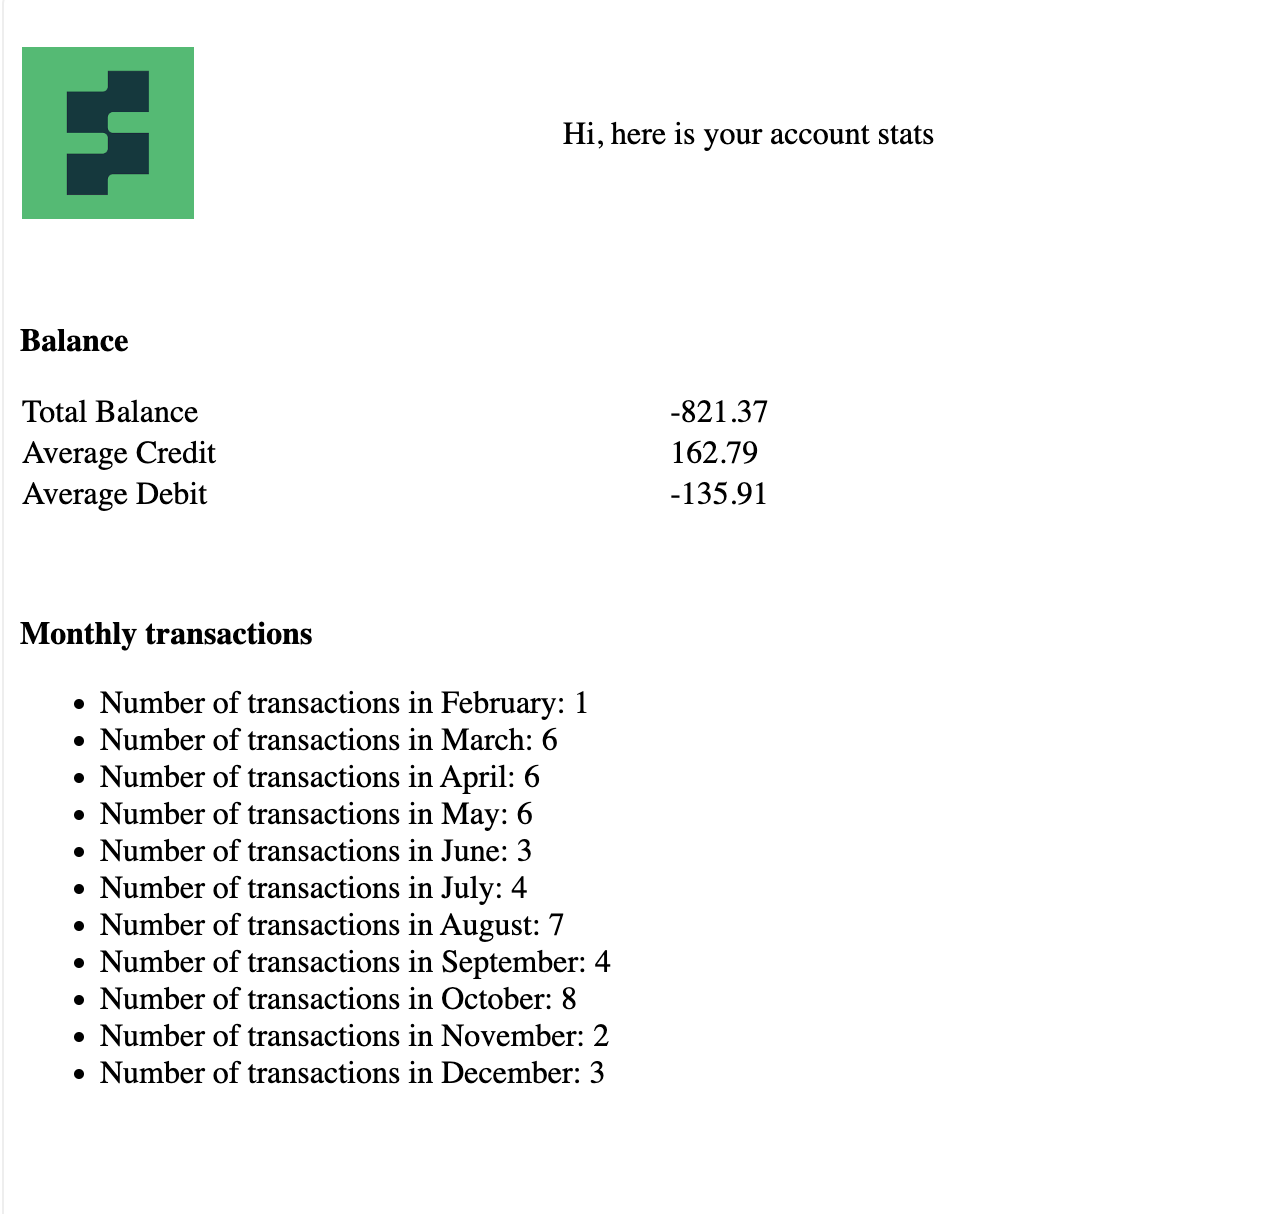 Hi, here is your account stats
Balance
Total Balance -821.37
Average Credit 162.79
Average Debit -135.91
Monthly transactions
• Number of transactions in February: 1
• Number of transactions in March: 6
• Number of transactions in April: 6
• Number of transactions in May: 6
• Number of transactions in June: 3
• Number of transactions in July: 4
• Number of transactions in August: 7
• Number of transactions in September: 4
• Number of transactions in October: 8
• Number of transactions in November: 2
• Number of transactions in December: 3